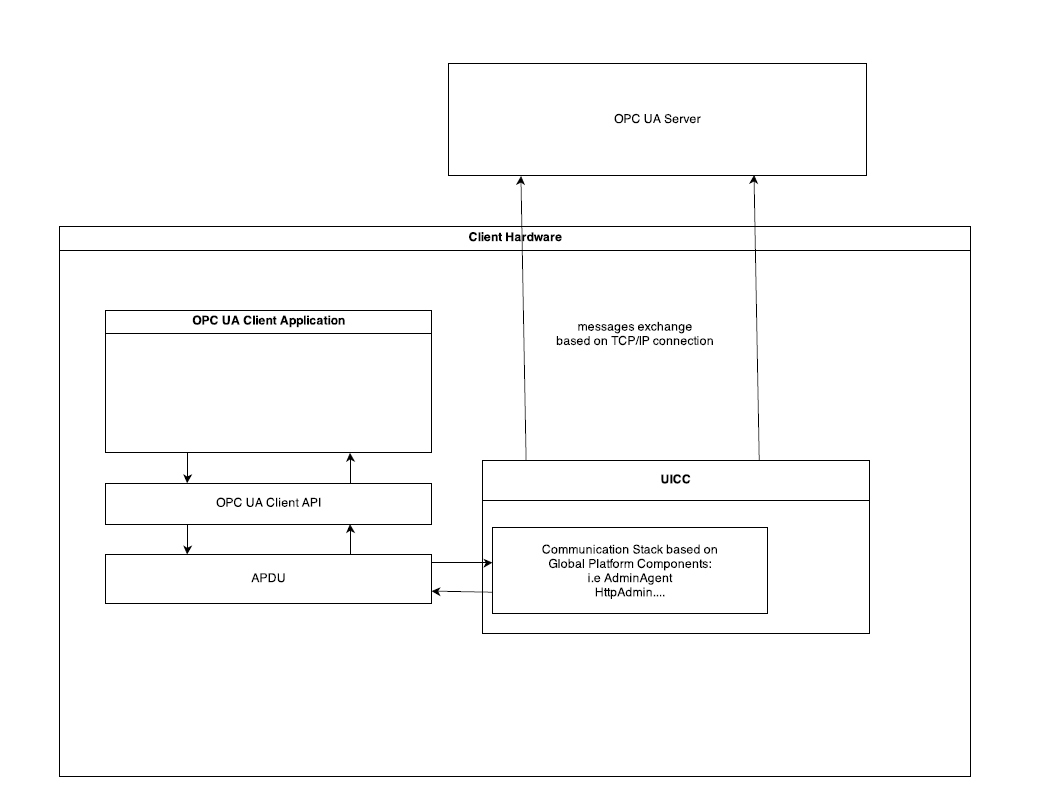 OPC UA Server
Client Hardware
OPC UA Client Application
messages exchange
based on TCP/IP connection
UICC
OPC UA Client API
Communication Stack based on
Global Platform Components:
i.e AdminAgent
HttpAdmin....
APDU